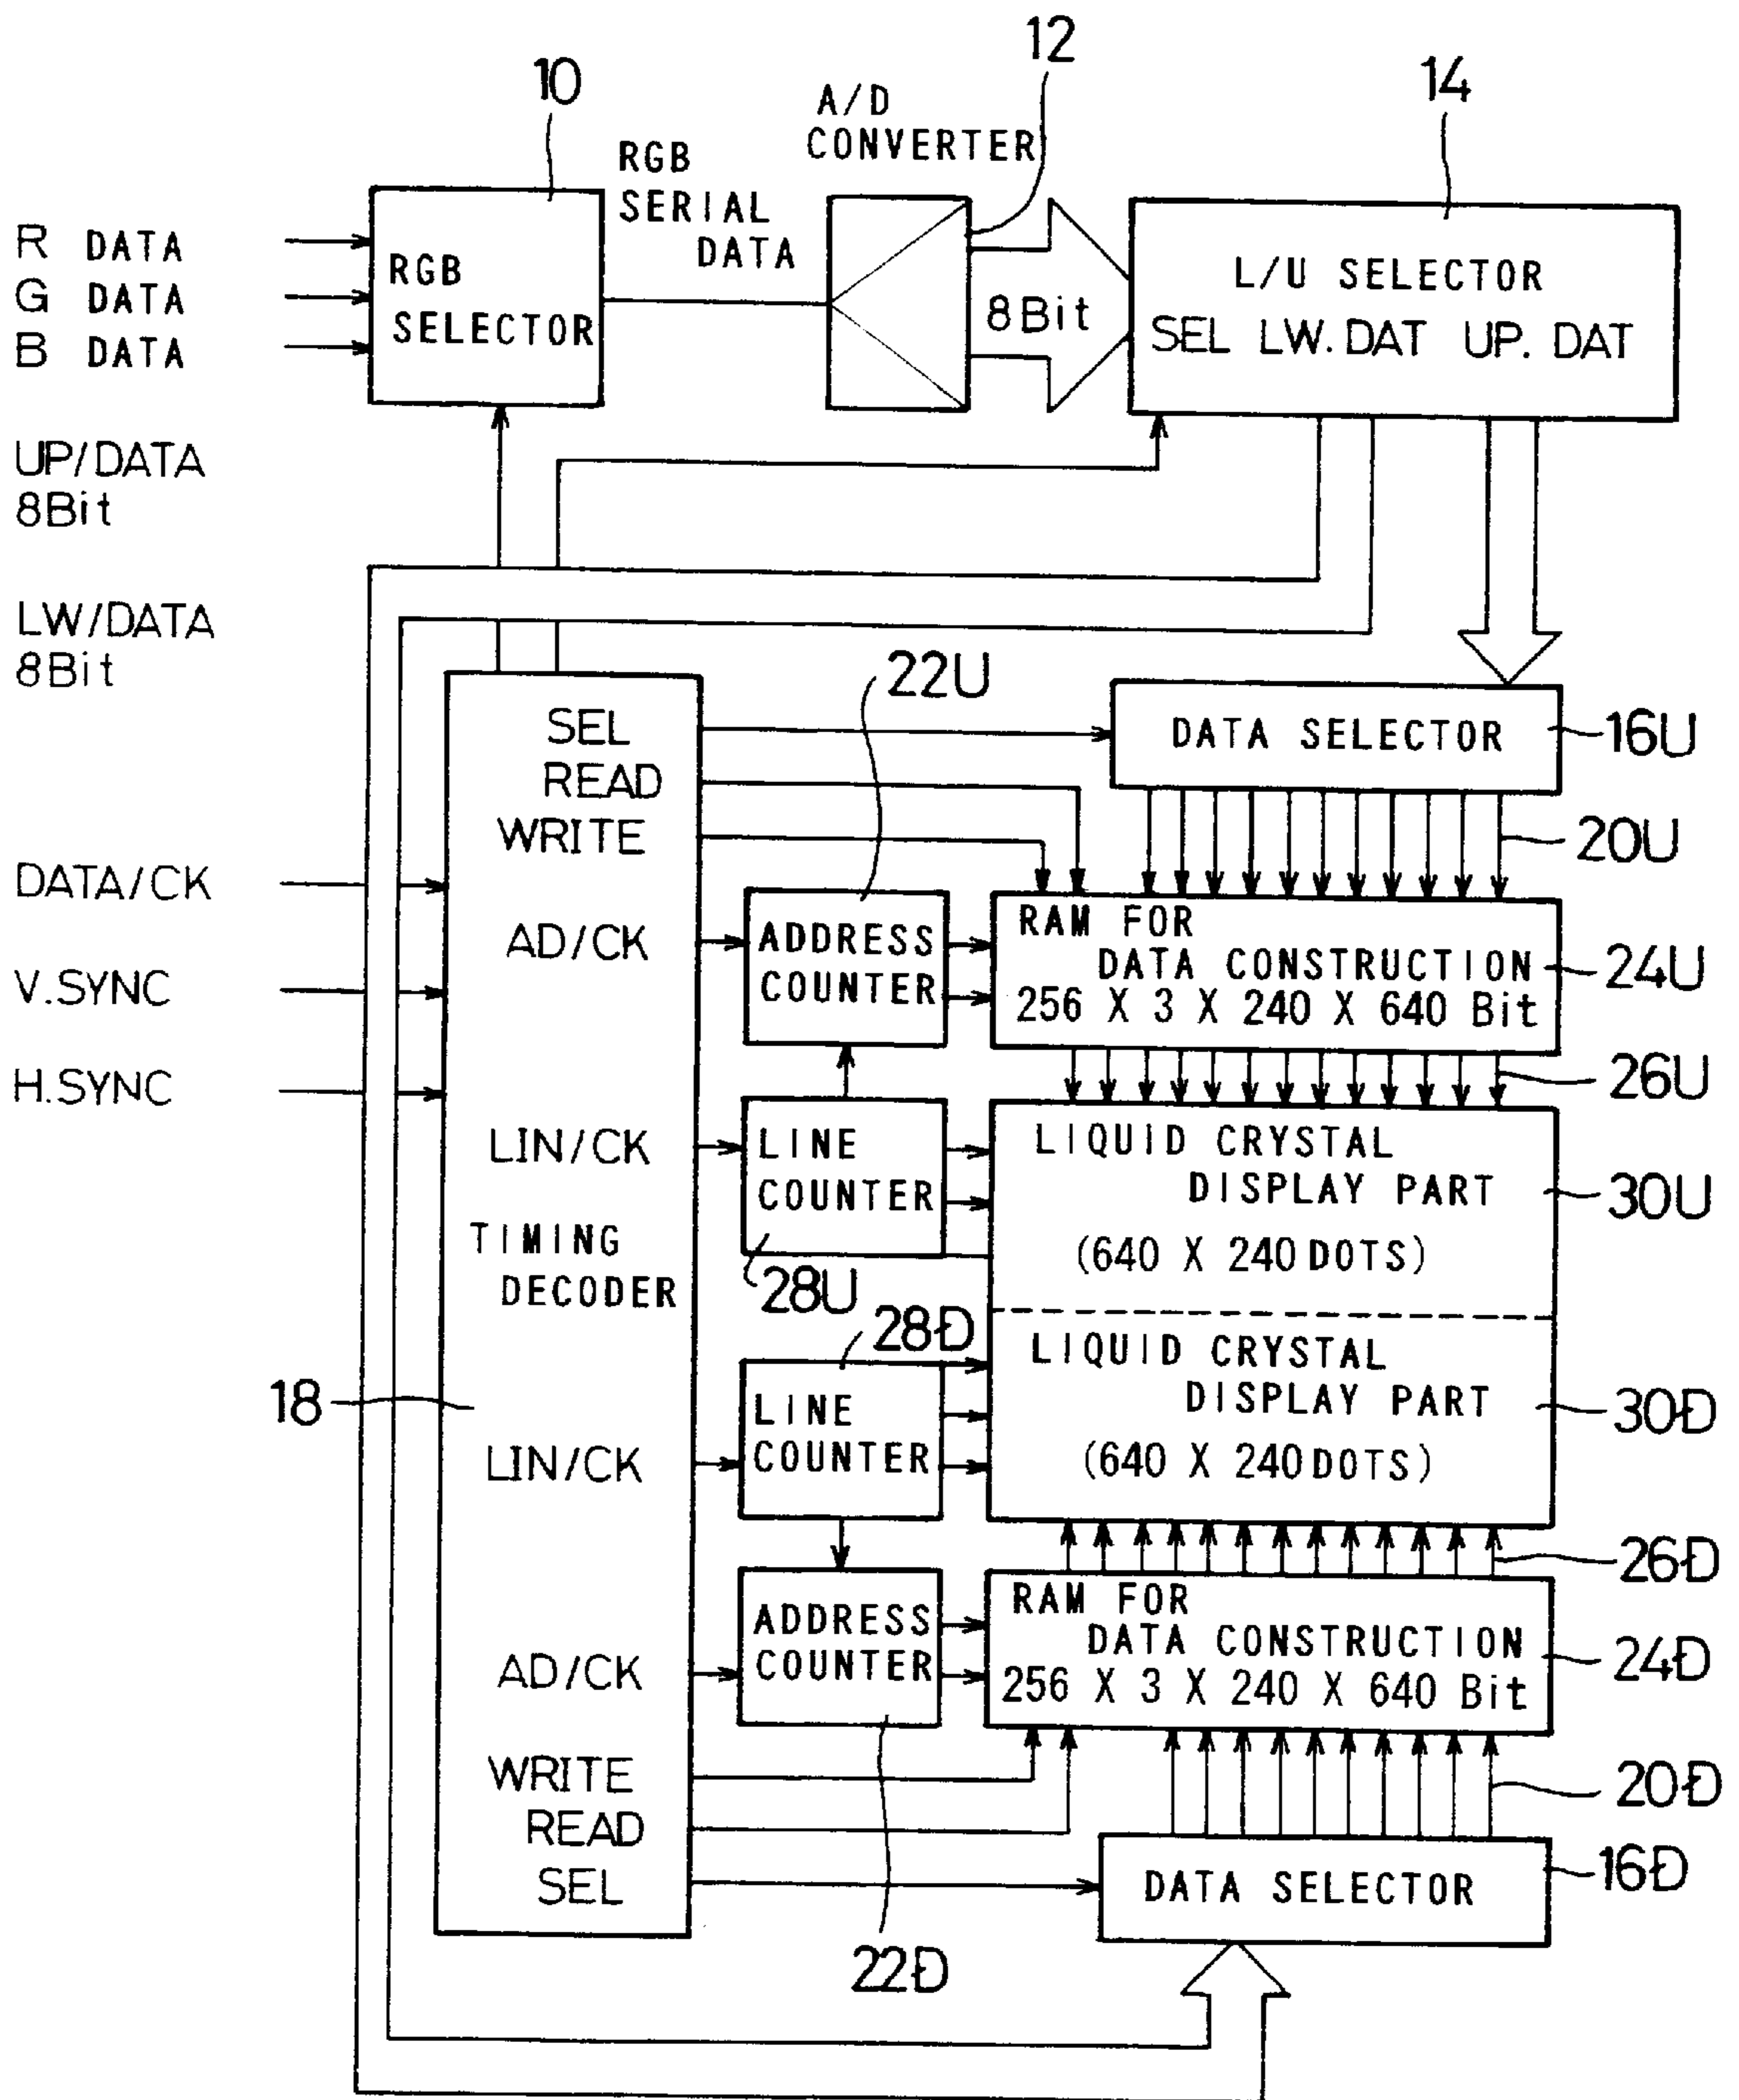 10
12
14
A/D
CONVERTER
RGB
SERIAL
DATA
R DATA
G DATA
B DATA
RGB
SELECTOR
8Bit
L/U SELECTOR
SEL LW.DAT UP. DAT
UP/DATA
8Bit
LW/DATA
8Bit
22U
SEL
READ
WRITE
DATA SELECTOR
16U
20U
DATA/CK
V.SYNC
H.SYNC
AD/CK
ADDRESS
COUNTER
RAM FOR
DATA CONSTRUCTION
256 X 3 X 240 X 640 Bit
24U
26U
LIN/CK
LINE
COUNTER
LIQUID CRYSTAL
DISPLAY PART
(640 X 240 DOTS)
30U
TIMING
DECODER
28U
28D
18
LIN/CK
LINE
COUNTER
LIQUID CRYSTAL
DISPLAY PART
(640 X 240 DOTS)
30D
26D
AD/CK
ADDRESS
COUNTER
RAM FOR
DATA CONSTRUCTION
256 X 3 X 240 X 640 Bit
24D
WRITE
READ
SEL
20D
DATA SELECTOR
16D
22D